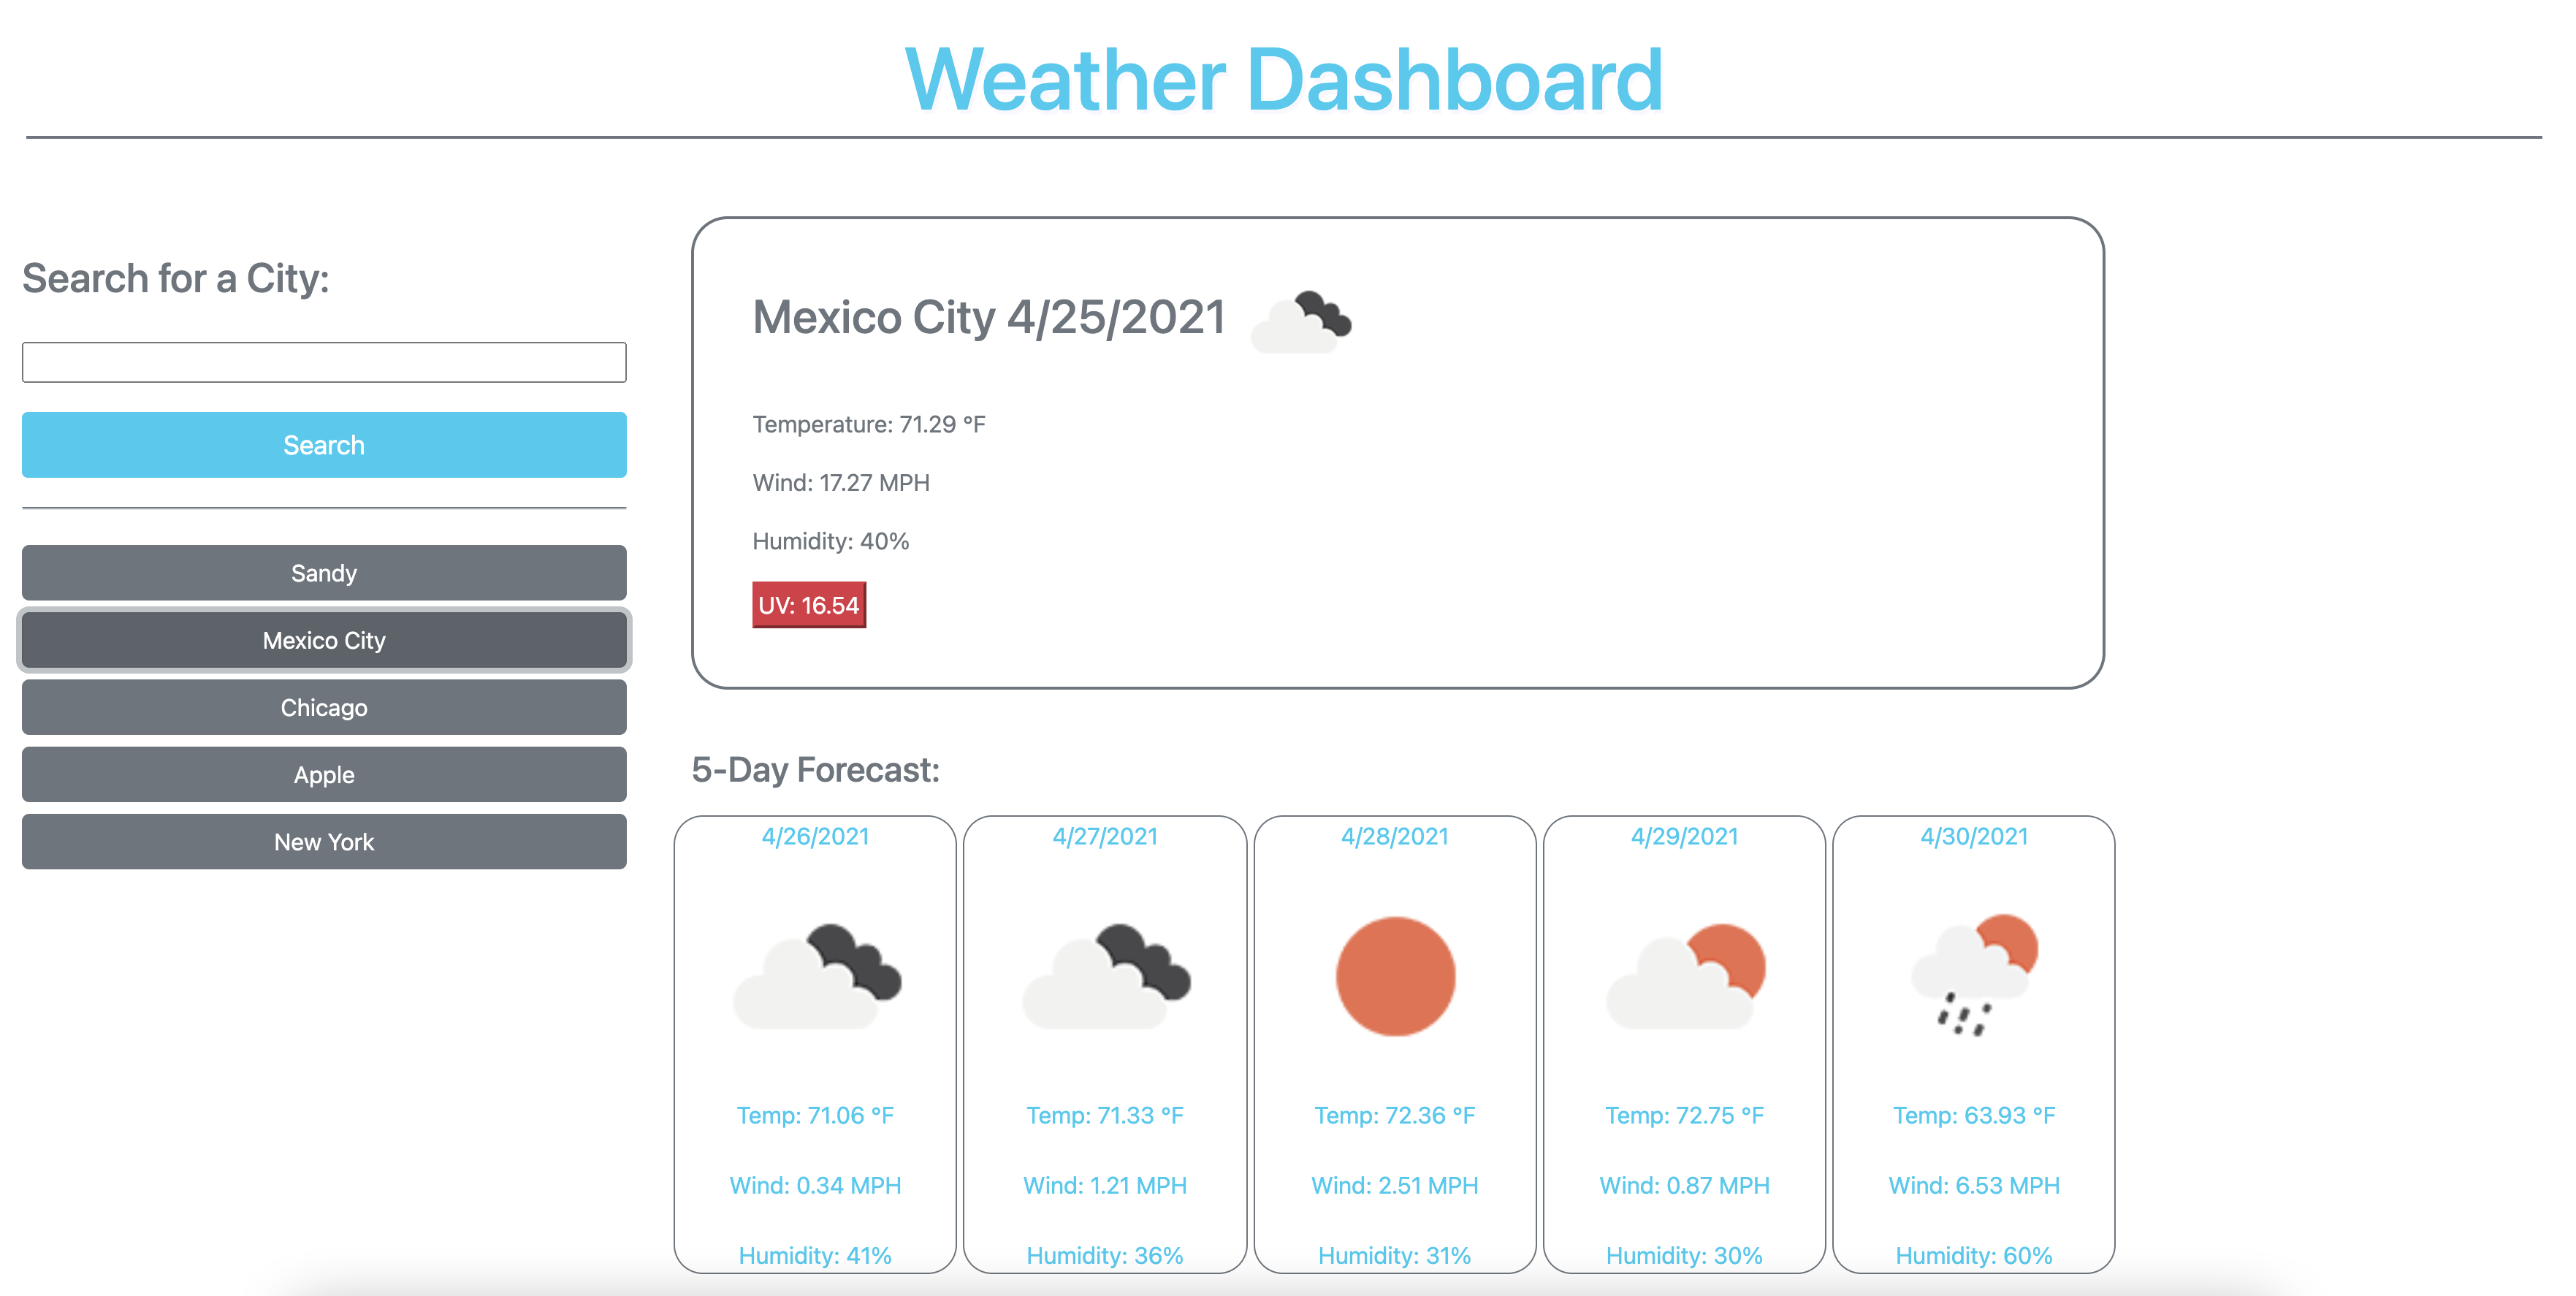 Weather Dashboard
Search for a City:
Search
Sandy
Mexico City
Chicago
Apple
New York
Mexico City 4/25/2021
Temperature: 71.29 °F
Wind: 17.27 MPH
Humidity: 40%
UV: 16.54
5-Day Forecast:
4/26/2021
Temp: 71.06 °F
Wind: 0.34 MPH
Humidity: 41%
4/27/2021
Temp: 71.33 °F
Wind: 1.21 MPH
Humidity: 36%
4/28/2021
Temp: 72.36 °F
Wind: 2.51 MPH
Humidity: 31%
4/29/2021
Temp: 72.75 °F
Wind: 0.87 MPH
Humidity: 30%
4/30/2021
Temp: 63.93 °F
Wind: 6.53 MPH
Humidity: 60%